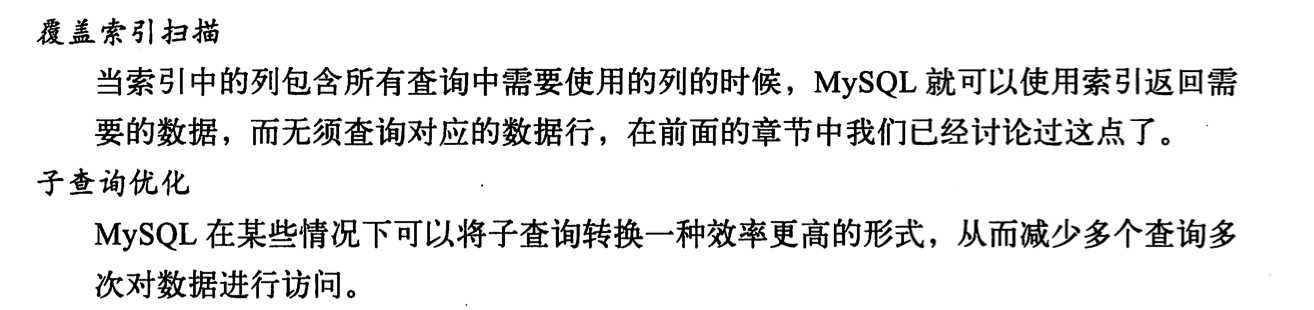 覆盖索引扫描
当索引中的列包含所有查询中需要使用的列的时候，MySQL 就可以使用索引返回需
要的数据，而无须查询对应的数据行，在前面的章节中我们已经讨论过这点了。
子查询优化
MySQL 在某些情况下可以将子查询转换一种效率更高的形式，从而减少多个查询多
次对数据进行访问。